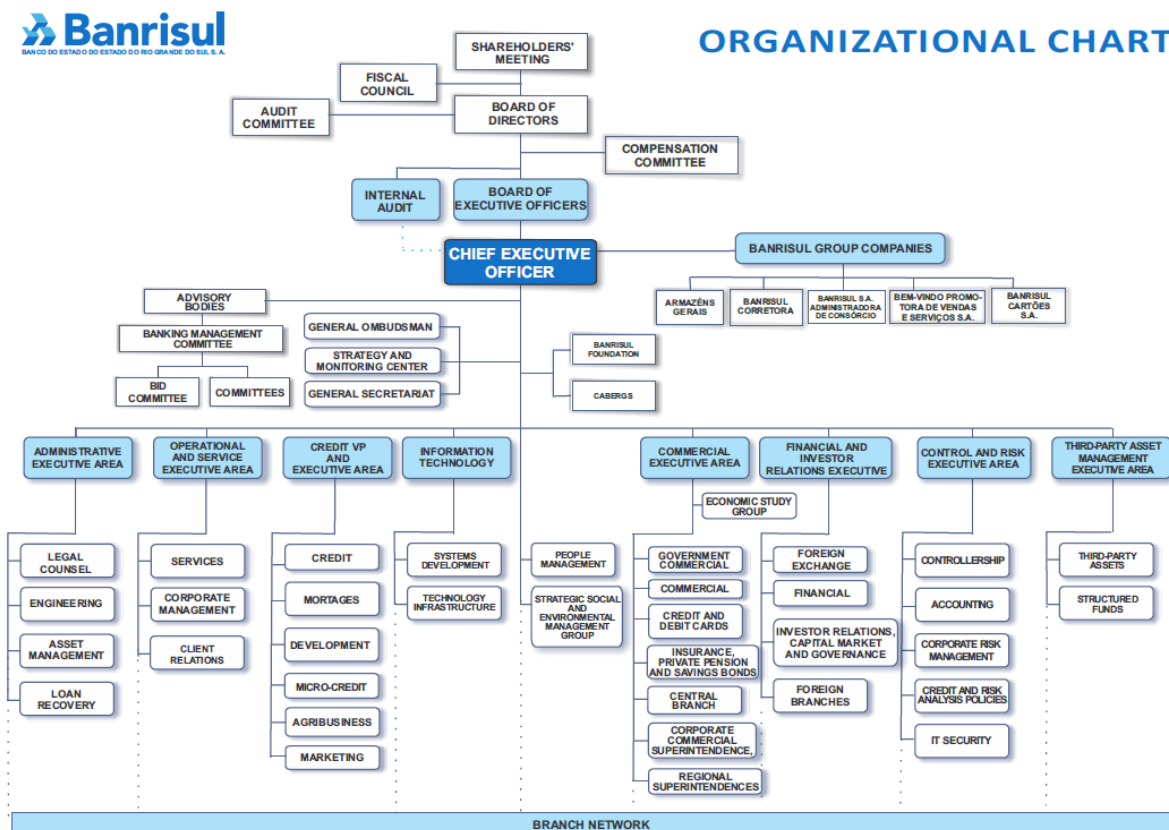 Banrisul
BANCO DO ESTADO DO ESTADO DO RIO GRANDE DO SUL S. A.
ORGANIZATIONAL CHART
SHAREHOLDERS'
MEETING
FISCAL
COUNCIL
AUDIT
COMMITTEE
BOARD OF
DIRECTORS
COMPENSATION
COMMITTEE
INTERNAL
AUDIT
BOARD OF
EXECUTIVE OFFICERS
CHIEF EXECUTIVE
OFFICER
BANRISUL GROUP COMPANIES
ARMAZÉNS
GERAIS
BANRISUL
CORRETORA
BANRISUL S.A.
ADMINISTRADORA
DE CONSÓRCIO
BEM-VINDO PROMO-
TORA DE VENDAS
E SERVIÇOS S.A.
BANRISUL
CARTÕES
S.A.
ADVISORY
BODIES
BANKING MANAGEMENT
COMMITTEE
BID
COMMITTEE
COMMITTEES
GENERAL OMBUDSMAN
STRATEGY AND
MONITORING CENTER
GENERAL SECRETARIAT
BANRISUL
FOUNDATION
CABERGS
ADMINISTRATIVE
EXECUTIVE AREA
OPERATIONAL
AND SERVICE
EXECUTIVE AREA
CREDIT VP
AND
EXECUTIVE AREA
INFORMATION
TECHNOLOGY
COMMERCIAL
EXECUTIVE AREA
FINANCIAL AND
INVESTOR
RELATIONS EXECUTIVE
CONTROL AND RISK
EXECUTIVE AREA
THIRD-PARTY ASSET
MANAGEMENT
EXECUTIVE AREA
ECONOMIC STUDY
GROUP
LEGAL
COUNSEL
ENGINEERING
ASSET
MANAGEMENT
LOAN
RECOVERY
SERVICES
CORPORATE
MANAGEMENT
CLIENT
RELATIONS
CREDIT
MORTAGES
DEVELOPMENT
MICRO-CREDIT
AGRIBUSINESS
MARKETING
SYSTEMS
DEVELOPMENT
TECHNOLOGY
INFRASTRUCTURE
PEOPLE
MANAGEMENT
STRATEGIC SOCIAL
AND
ENVIRONMENTAL
MANAGEMENT
GROUP
GOVERNMENT
COMMERCIAL
COMMERCIAL
CREDIT AND
DEBIT CARDS
INSURANCE,
PRIVATE PENSION
AND SAVINGS BONDS
CENTRAL
BRANCH
CORPORATE
COMMERCIAL
SUPERINTENDENCE,
REGIONAL
SUPERINTENDENCES
FOREIGN
EXCHANGE
FINANCIAL
INVESTOR RELATIONS,
CAPITAL MARKET
AND GOVERNANCE
FOREIGN
BRANCHES
CONTROLLERSHIP
ACCOUNTING
CORPORATE RISK
MANAGEMENT
CREDIT AND RISK
ANALYSIS POLICIES
IT SECURITY
THIRD-PARTY
ASSETS
STRUCTURED
FUNDS
BRANCH NETWORK